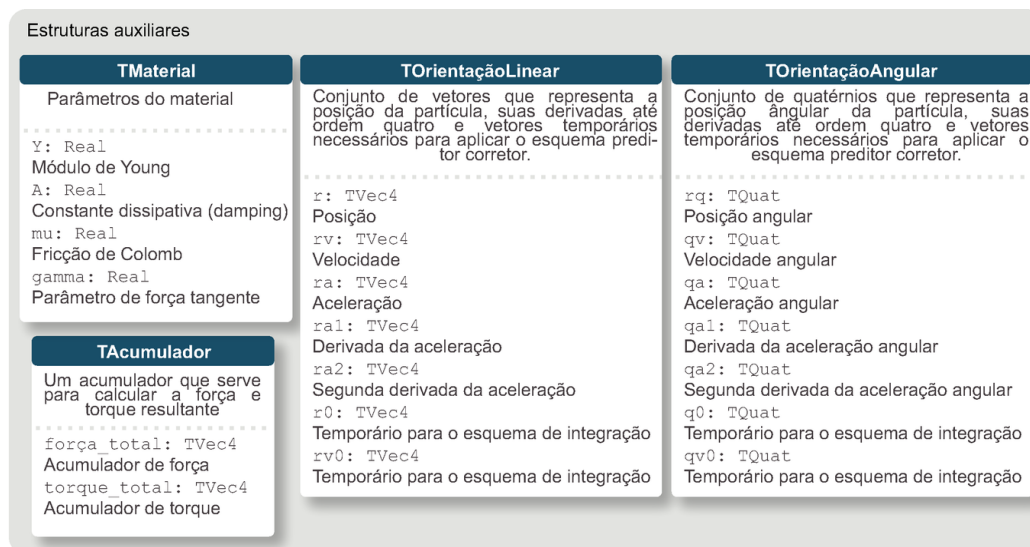 Estruturas auxiliares
TMaterial
Parâmetros do material
Y: Real
Módulo de Young
A: Real
Constante dissipativa (damping)
mu: Real
Fricção de Colomb
gamma: Real
Parâmetro de força tangente
TAcumulador
Um acumulador que serve
para calcular a força e
torque resultante
força_total: TVec4
Acumulador de força
torque_total: TVec4
Acumulador de torque
TOrientaçãoLinear
Conjunto de vetores que representa a
posição da partícula, suas derivadas até
ordem quatro e vetores temporários
necessários para aplicar o esquema predi-
tor corretor.
r: TVec4
Posição
rv: TVec4
Velocidade
ra: TVec4
Aceleração
ra1: TVec4
Derivada da aceleração
ra2: TVec4
Segunda derivada da aceleração
r0: TVec4
Temporário para o esquema de integração
rv0: TVec4
Temporário para o esquema de integração
TOrientaçãoAngular
Conjunto de quatérnios que representa a
posição ângular da partícula, suas
derivadas até ordem quatro e vetores
temporários necessários para aplicar o
esquema preditor corretor.
rq: TQuat
Posição angular
qv: TQuat
Velocidade angular
qa: TQuat
Aceleração angular
qa1: TQuat
Derivada da aceleração angular
qa2: TQuat
Segunda derivada da aceleração angular
q0: TQuat
Temporário para o esquema de integração
qv0: TQuat
Temporário para o esquema de integração